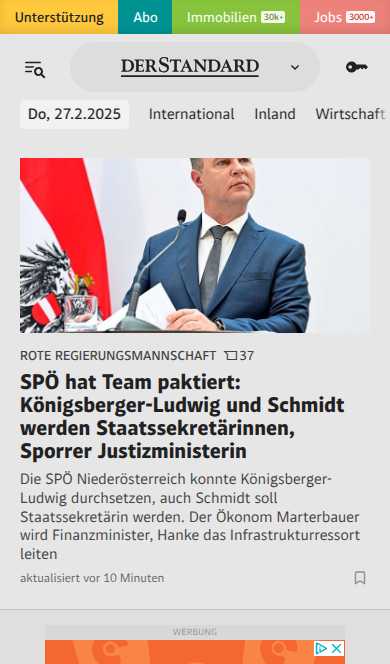 Unterstützung Abo Immobilien 30k+ Jobs 3000+
DERSTANDARD
Do, 27.2.2025 International Inland Wirtschaft
ROTE REGIERUNGSMANNSCHAFT 37
SPÖ hat Team paktiert:
Königsberger-Ludwig und Schmidt
werden Staatssekretärinnen,
Sporrer Justizministerin
Die SPÖ Niederösterreich konnte Königsberger-
Ludwig durchsetzen, auch Schmidt soll
Staatssekretärin werden. Der Ökonom Marterbauer
wird Finanzminister, Hanke das Infrastrukturressort
leiten
aktualisiert vor 10 Minuten
WERBUNG